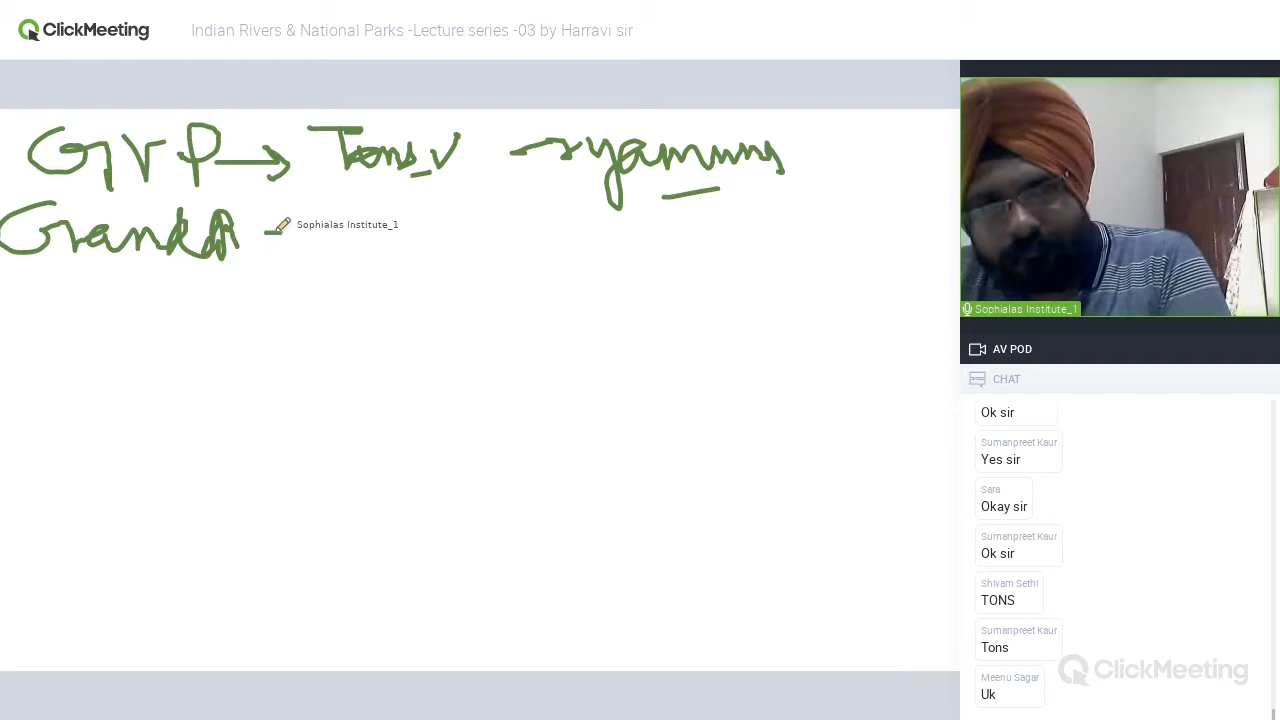 ClickMeeting
Indian Rivers & National Parks -Lecture series -03 by Harravi sir
GVP → Tons → yamuna
Sophialas Institute_1
Sophialas Institute_1
AV POD
CHAT
Ok sir
Sumanpreet Kaur
Yes sir
Sara
Okay sir
Sumanpreet Kaur
Ok sir
Shivam Sethi
TONS
Sumanpreet Kaur
Tons
Meenu Sagar
Uk
ClickMeeting